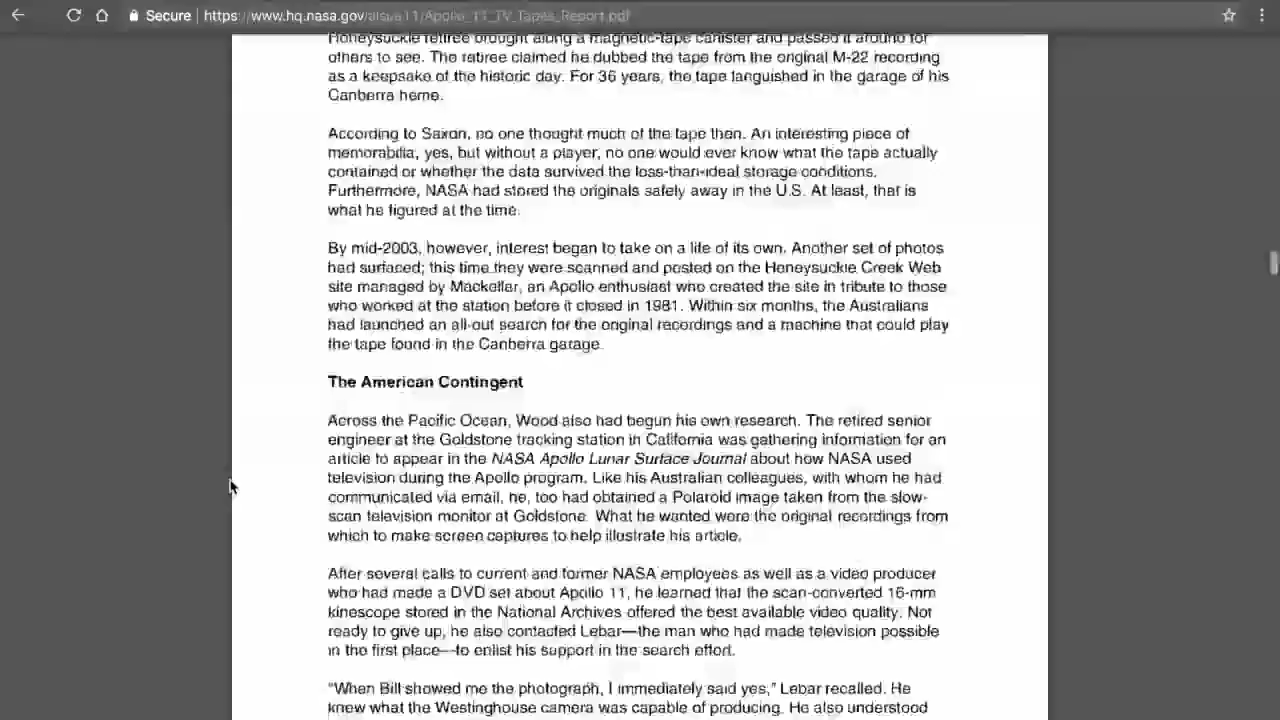 Secure https://www.hq.nasa.gov/alsj/a11/Apollo_11_TV_Tapes_Report.pdf
Honeysuckle retiree brought along a magnetic-tape canister and passed it around for
others to see. The retiree claimed he dubbed the tape from the original M-22 recording
as a keepsake of the historic day. For 36 years, the tape languished in the garage of his
Canberra home.
According to Saxon, no one thought much of the tape then. An interesting piece of
memorabilia, yes, but without a player, no one would ever know what the tape actually
contained or whether the data survived the less-than-ideal storage conditions.
Furthermore, NASA had stored the originals safely away in the U.S. At least, that is
what he figured at the time.
By mid-2003, however, interest began to take on a life of its own. Another set of photos
had surfaced; this time they were scanned and posted on the Honeysuckle Creek Web
site managed by Mackellar, an Apollo enthusiast who created the site in tribute to those
who worked at the station before it closed in 1981. Within six months, the Australians
had launched an all-out search for the original recordings and a machine that could play
the tape found in the Canberra garage.
The American Contingent
Across the Pacific Ocean, Wood also had begun his own research. The retired senior
engineer at the Goldstone tracking station in California was gathering information for an
article to appear in the NASA Apollo Lunar Surface Journal about how NASA used
television during the Apollo program. Like his Australian colleagues, with whom he had
communicated via email, he, too had obtained a Polaroid image taken from the slow-
scan television monitor at Goldstone. What he wanted were the original recordings from
which to make screen captures to help illustrate his article.
After several calls to current and former NASA employees as well as a video producer
who had made a DVD set about Apollo 11, he learned that the scan-converted 16-mm
kinescope stored in the National Archives offered the best available video quality. Not
ready to give up, he also contacted Lebar—the man who had made television possible
in the first place—to enlist his support in the search effort.
“When Bill showed me the photograph, I immediately said yes,” Lebar recalled. He
knew what the Westinghouse camera was capable of producing. He also understood